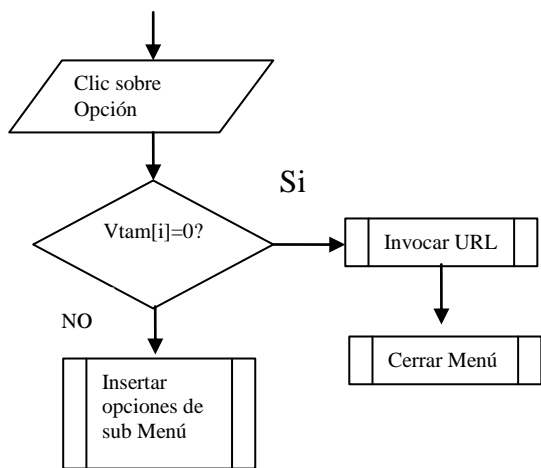 Clic sobre
Opción
Si
Vtam[i]=0?
Invocar URL
NO
Cerrar Menú
Insertar
opciones de
sub Menú